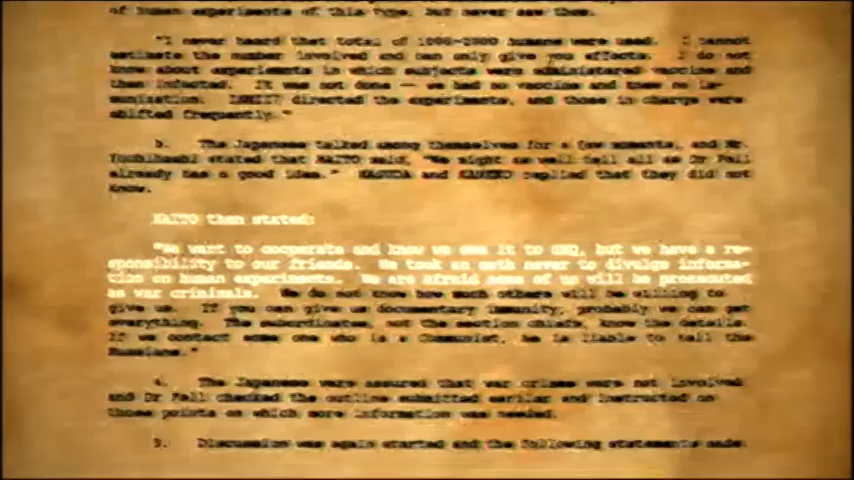 of human experiments of this type, but never saw them.
"I never heard that total of humans were used. I cannot
estimate the number involved and can only give you effects. I do not
know about experiments in which subjects were administered vaccine and
then infected. It was not done — we had no vaccine and knew no im-
munization. directed the experiments, and those in charge were
shifted frequently."
b. The Japanese talked among themselves for a few moments, and Mr.
stated that NAITO said, "We might as well tell all as Dr Fell
already has a good idea." MASUDA and KANEKO replied that they did not
know.
NAITO then stated:
"We want to cooperate and know we owe it to GHQ, but we have a re-
sponsibility to our friends. We took an oath never to divulge informa-
tion on human experiments. We are afraid some of us will be prosecuted
as war criminals. We do not know how much others will be willing to
give us. If you can give us documentary immunity, probably we can get
everything. The subordinates, not the section chiefs, know the details.
If we contact some one who is a Communist, he is liable to tell the
Russians."
4. The Japanese were assured that war crimes were not involved
and Dr Fell checked the outline submitted earlier and instructed on
those points on which more information was needed.
5. Discussion was again started and the following statements made: